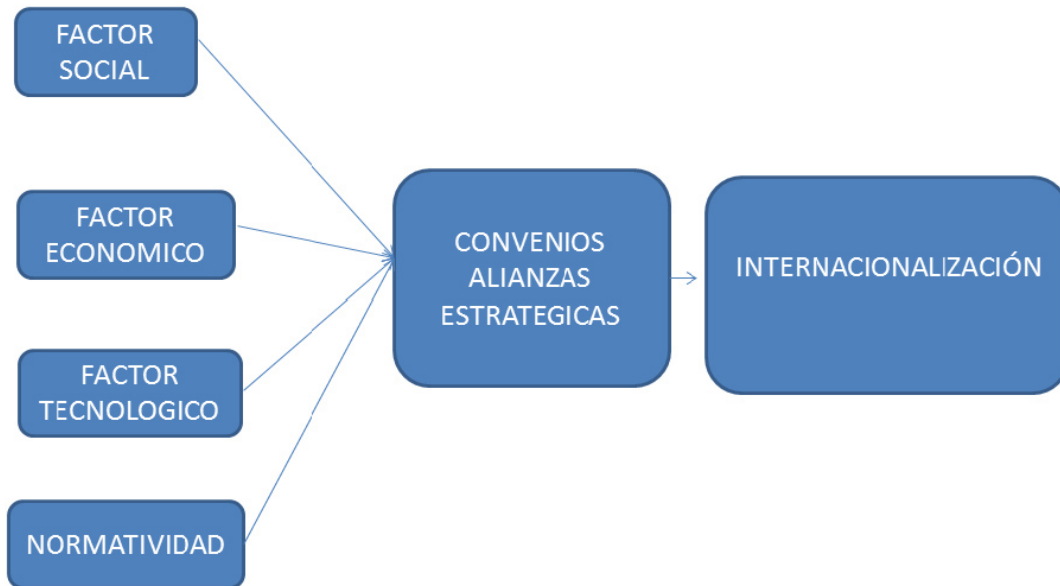 FACTOR
SOCIAL
FACTOR
ECONOMICO
FACTOR
TECNOLOGICO
NORMATIVIDAD
CONVENIOS
ALIANZAS
ESTRATEGICAS
INTERNACIONALIZACIÓN